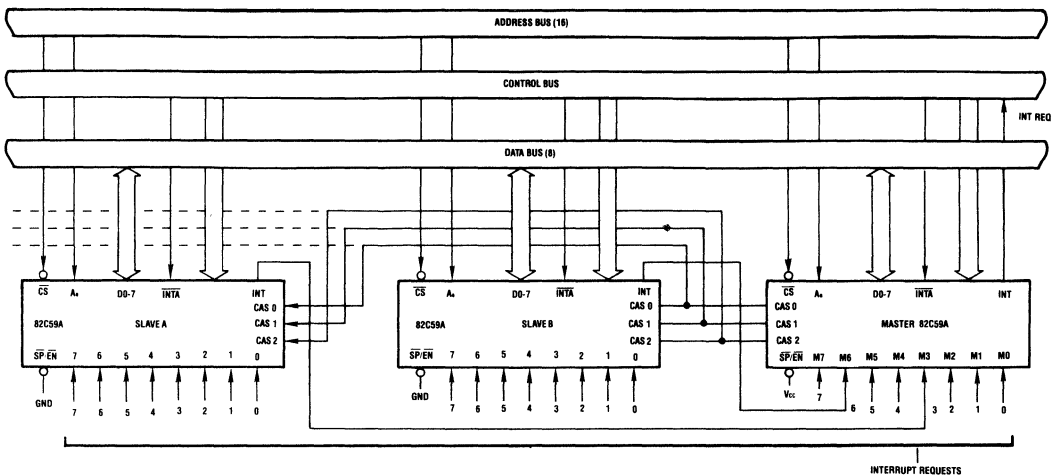 ADDRESS BUS (16)
CONTROL BUS
INT REQ
DATA BUS (8)
CS A₀ D0-7 INTA INT
CAS 0
82C59A SLAVE A CAS 1
CAS 2
SP/EN 7 6 5 4 3 2 1 0
GND
7 6 5 4 3 2 1 0
CS A₀ D0-7 INTA INT
CAS 0
82C59A SLAVE B CAS 1
CAS 2
SP/EN 7 6 5 4 3 2 1 0
GND
7 6 5 4 3 2 1 0
CS A₀ D0-7 INTA INT
CAS 0
CAS 1 MASTER 82C59A
CAS 2
SP/EN M7 M6 M5 M4 M3 M2 M1 M0
Vcc
7 6 5 4 3 2 1 0
INTERRUPT REQUESTS